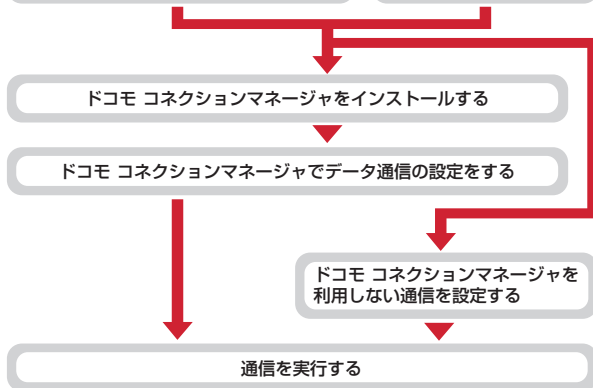 ドコモ コネクションマネージャをインストールする
ドコモ コネクションマネージャでデータ通信の設定をする
ドコモ コネクションマネージャを
利用しない通信を設定する
通信を実行する